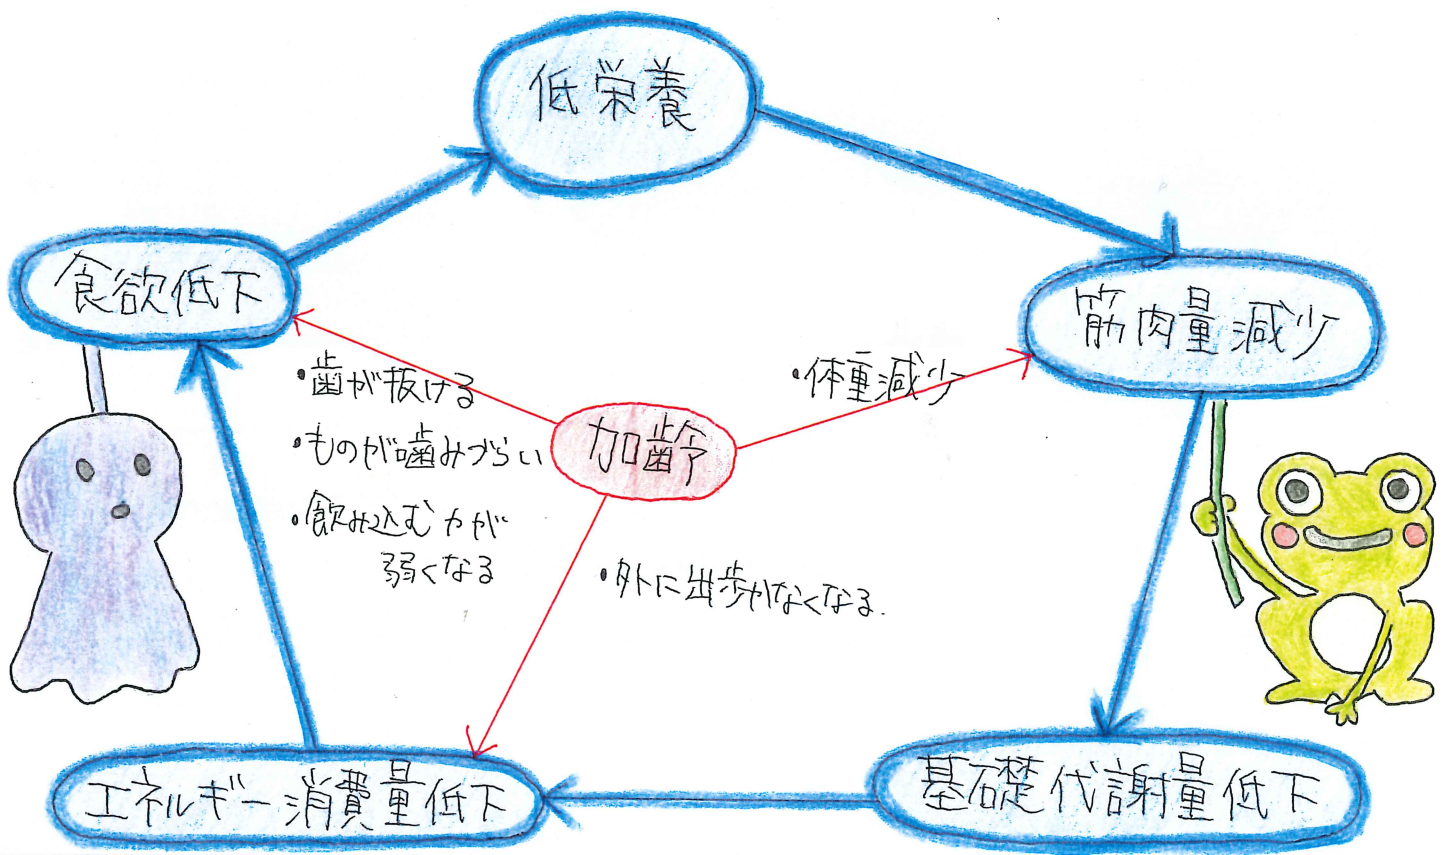 低栄養
食欲低下
筋肉量減少
・歯が抜ける
・体重減少
・ものが噛みづらい
加齢
・飲み込む力が
弱くなる
・外に出歩かなくなる.
エネルギー消費量低下
基礎代謝量低下